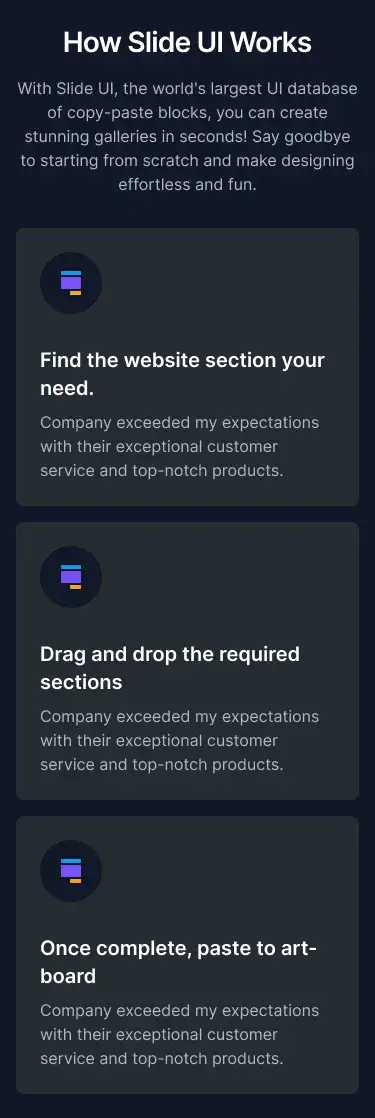 How Slide UI Works
With Slide UI, the world's largest UI database
of copy-paste blocks, you can create
stunning galleries in seconds! Say goodbye
to starting from scratch and make designing
effortless and fun.
Find the website section your
need.
Company exceeded my expectations
with their exceptional customer
service and top-notch products.
Drag and drop the required
sections
Company exceeded my expectations
with their exceptional customer
service and top-notch products.
Once complete, paste to art-
board
Company exceeded my expectations
with their exceptional customer
service and top-notch products.